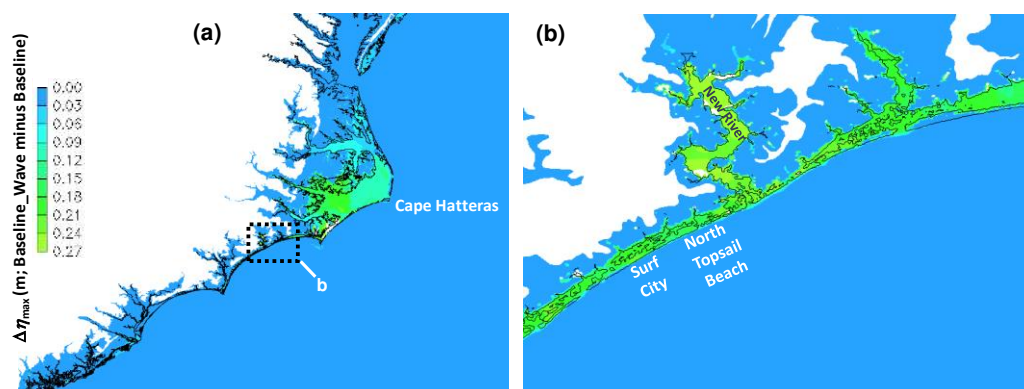 (a)
Δηmax (m; Baseline_Wave minus Baseline)
0.00
0.03
0.06
0.09
0.12
0.15
0.18
0.21
0.24
0.27
Cape Hatteras
b
(b)
New River
North
Topsail
Beach
Surf
City